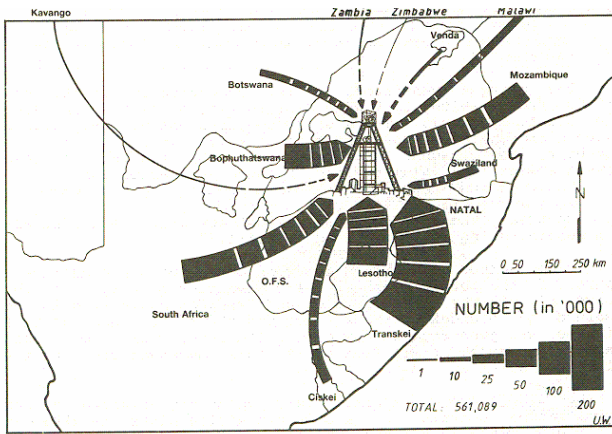 Kavango
Zambia
Zimbabwe
Malawi
Venda
Botswana
Mozambique
Bophuthatswana
Swaziland
N
NATAL
0 50 150 250 km
O.F.S.
Lesotho
South Africa
Transkei
Ciskei
NUMBER (in '000)
1 10 25 50 100 200
TOTAL: 561,089
U.W.